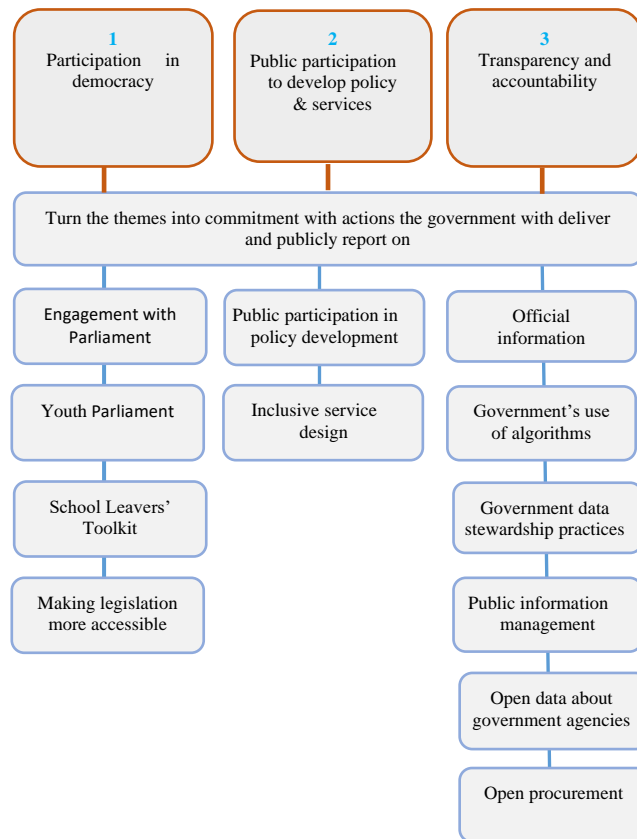 1
Participation in
democracy
2
Public participation
to develop policy
& services
3
Transparency and
accountability
Turn the themes into commitment with actions the government with deliver
and publicly report on
Engagement with
Parliament
Youth Parliament
School Leavers’
Toolkit
Making legislation
more accessible
Public participation in
policy development
Inclusive service
design
Official
information
Government’s use
of algorithms
Government data
stewardship practices
Public information
management
Open data about
government agencies
Open procurement